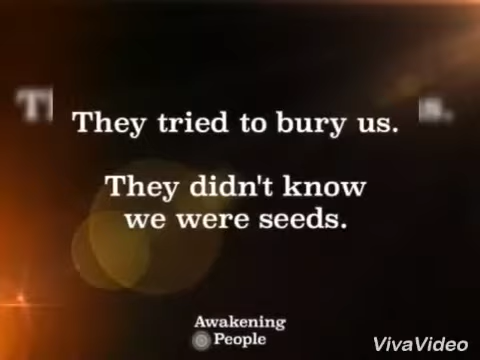 They tried to bury us.
They didn't know
we were seeds.
Awakening
People
VivaVideo